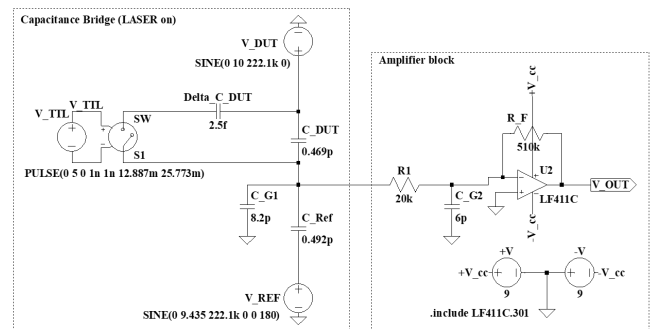 Capacitance Bridge (LASER on)
V_DUT
SINE(0 10 222.1k 0)
Delta_C_DUT
2.5f
V_TTL
V_TTL
SW
S1
PULSE(0 5 0 1n 1n 12.887m 25.773m)
C_DUT
0.469p
C_G1
8.2p
C_Ref
0.492p
V_REF
SINE(0 9.435 222.1k 0 0 180)
Amplifier block
+V_cc
R_F
510k
U2
LF411C
-V_cc
V_OUT
R1
20k
C_G2
6p
+V
-V
+V_cc
-V_cc
9
9
.include LF411C.301